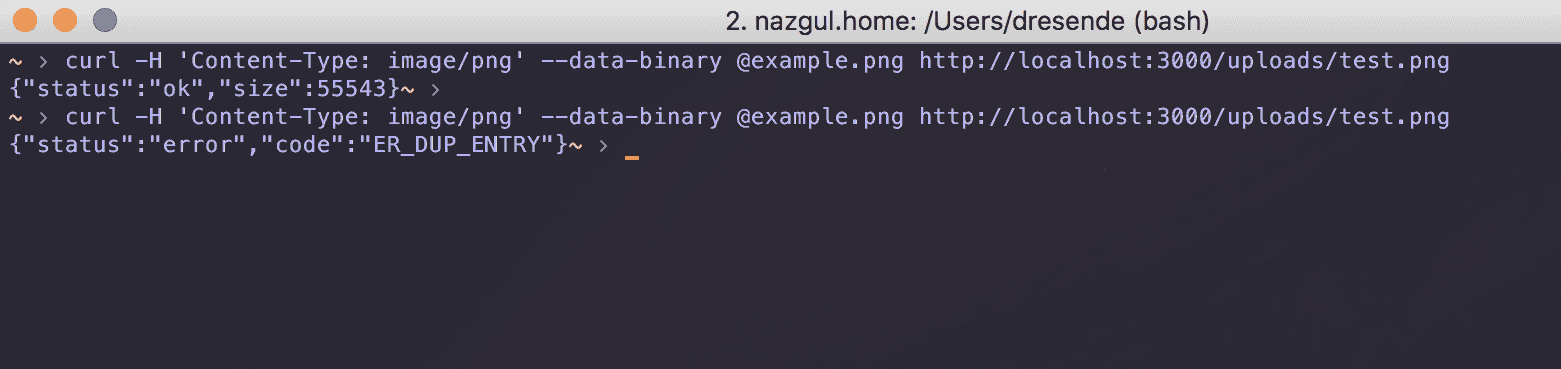 2. nazgul.home: /Users/dresende (bash)
~ › curl -H 'Content-Type: image/png' --data-binary @example.png http://localhost:3000/uploads/test.png
{"status":"ok","size":55543}~ ›
~ › curl -H 'Content-Type: image/png' --data-binary @example.png http://localhost:3000/uploads/test.png
{"status":"error","code":"ER_DUP_ENTRY"}~ ›